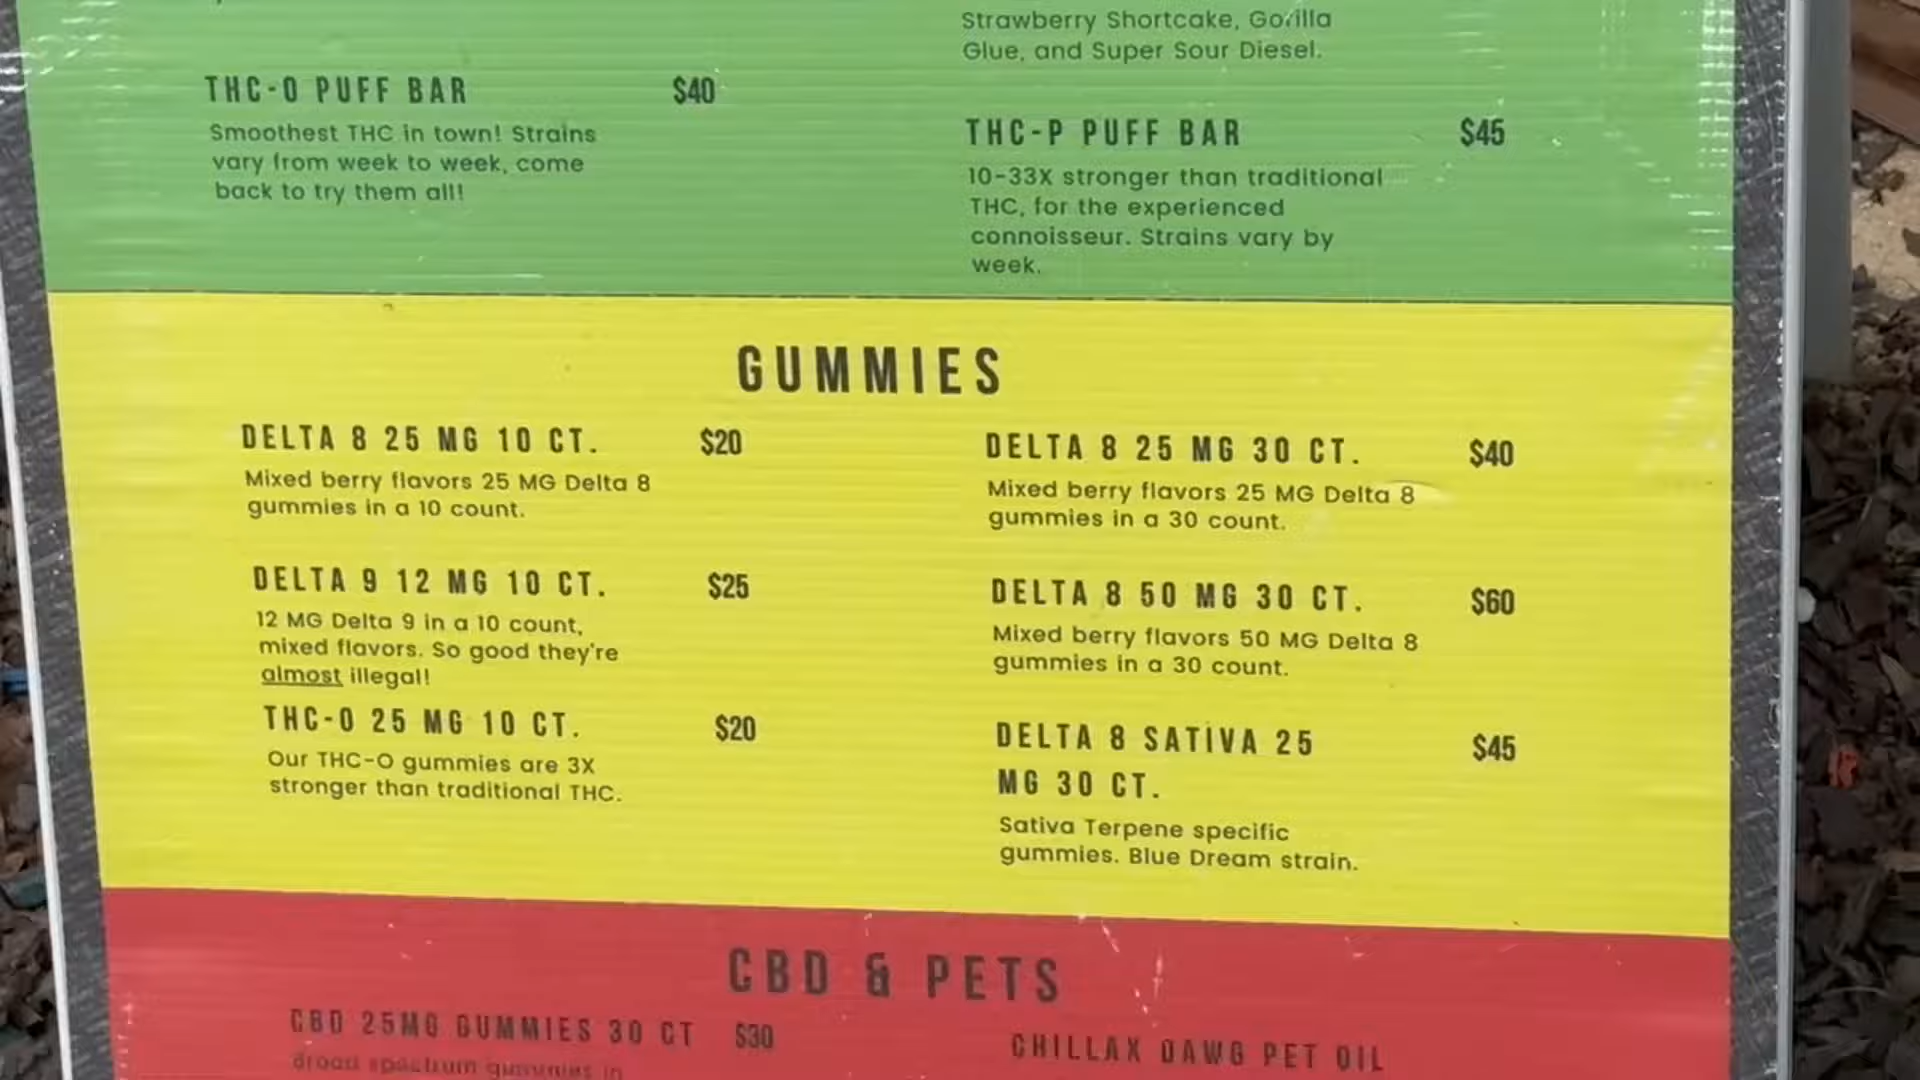 Strawberry Shortcake, Gorilla
Glue, and Super Sour Diesel.
THC-O PUFF BAR $40
Smoothest THC in town! Strains
vary from week to week, come
back to try them all!
THC-P PUFF BAR $45
10-33X stronger than traditional
THC, for the experienced
connoisseur. Strains vary by
week.
GUMMIES
DELTA 8 25 MG 10 CT. $20
Mixed berry flavors 25 MG Delta 8
gummies in a 10 count.
DELTA 9 12 MG 10 CT. $25
12 MG Delta 9 in a 10 count,
mixed flavors. So good they're
almost illegal!
THC-O 25 MG 10 CT. $20
Our THC-O gummies are 3X
stronger than traditional THC.
DELTA 8 25 MG 30 CT. $40
Mixed berry flavors 25 MG Delta 8
gummies in a 30 count.
DELTA 8 50 MG 30 CT. $60
Mixed berry flavors 50 MG Delta 8
gummies in a 30 count.
DELTA 8 SATIVA 25 $45
MG 30 CT.
Sativa Terpene specific
gummies. Blue Dream strain.
CBD & PETS
CBD 25MG GUMMIES 30 CT $30
Broad spectrum gummies in
CHILLAX DAWG PET OIL